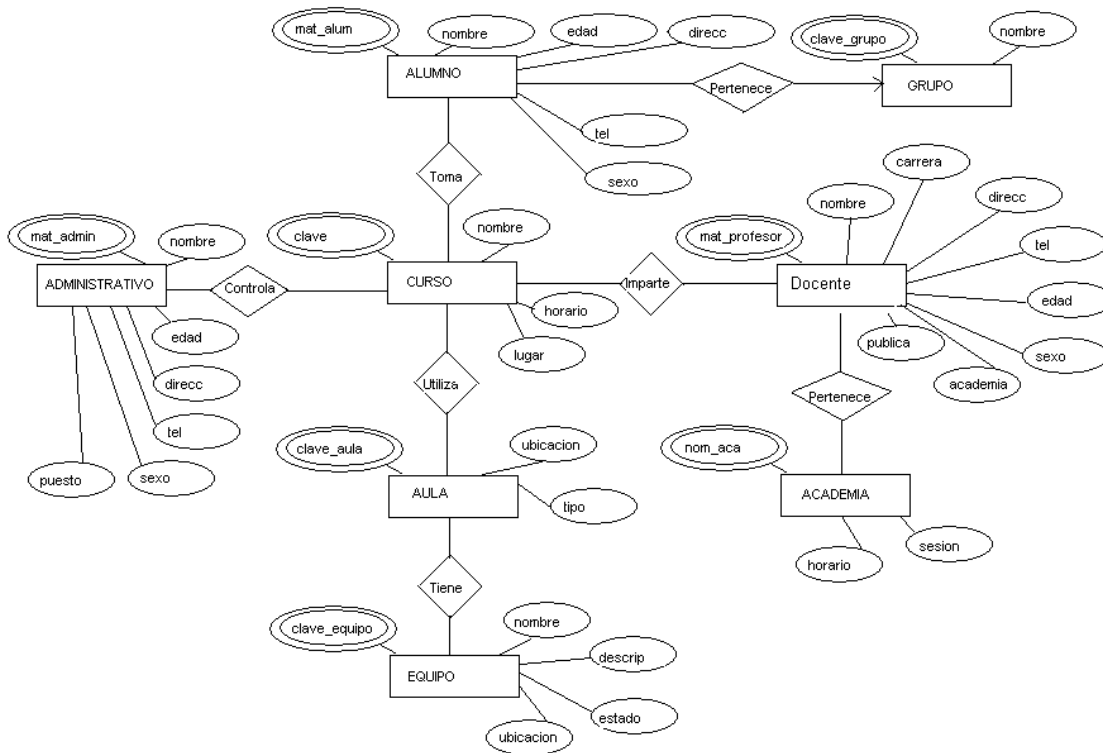 mat_alum
nombre
edad
direcc
clave_grupo
nombre
ALUMNO
Pertenece
GRUPO
tel
sexo
Toma
carrera
mat_admin
nombre
clave
nombre
mat_profesor
nombre
direcc
tel
ADMINISTRATIVO
Controla
CURSO
Imparte
Docente
edad
horario
edad
lugar
publica
sexo
academia
direcc
tel
puesto
sexo
Utiliza
Pertenece
clave_aula
ubicacion
nom_aca
AULA
tipo
ACADEMIA
horario
sesion
Tiene
clave_equipo
nombre
EQUIPO
descrip
estado
ubicacion